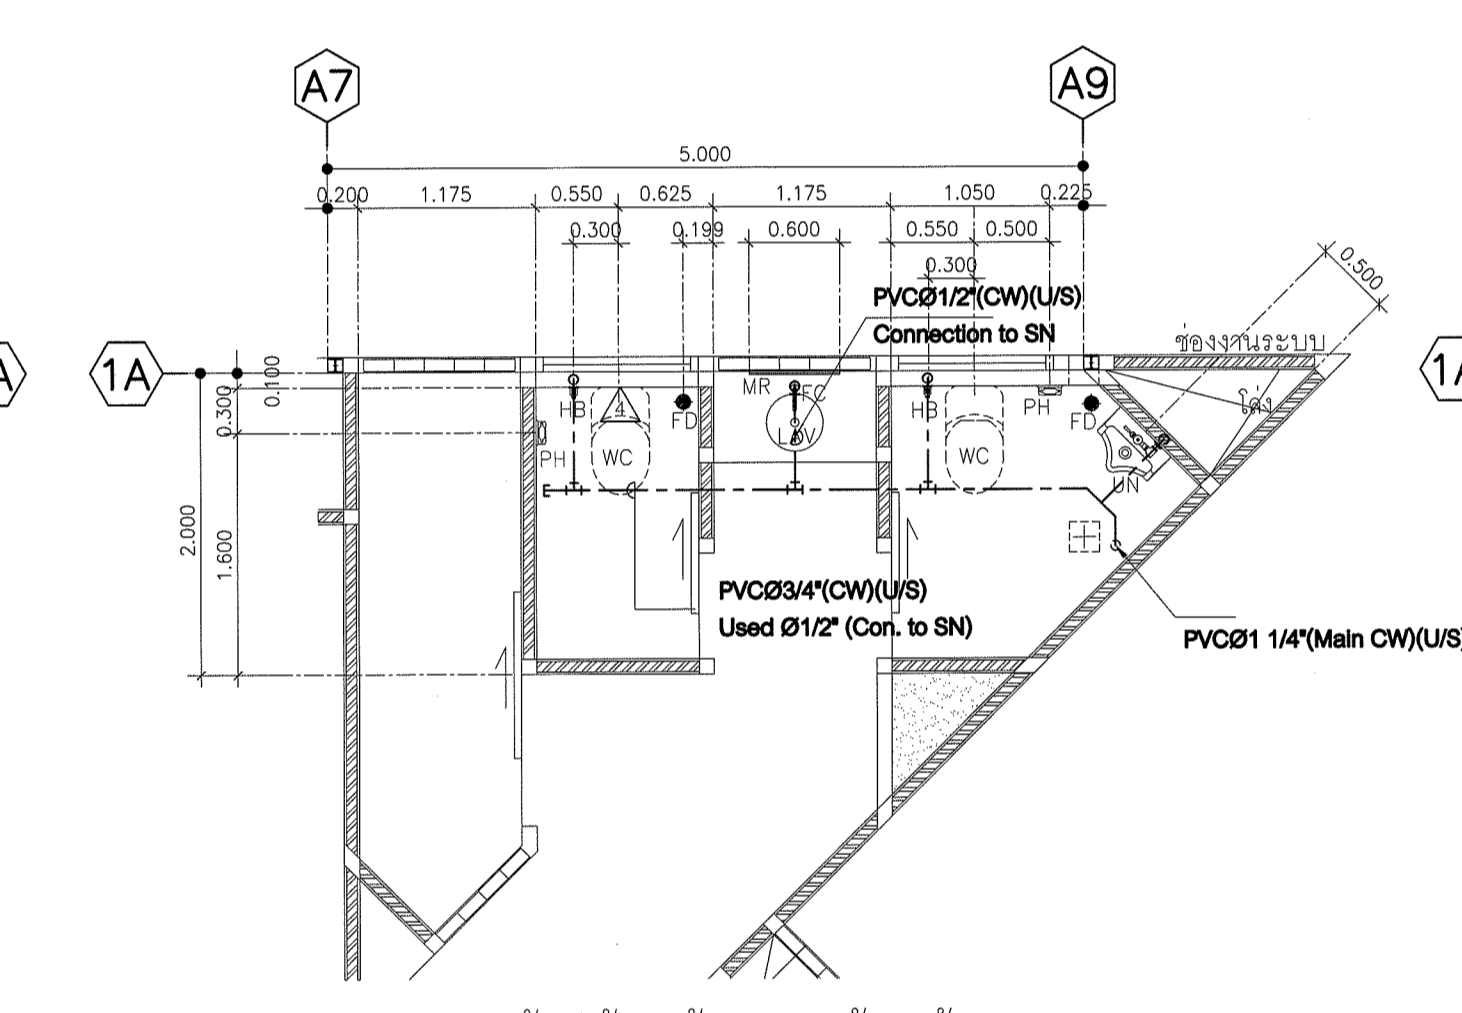 A7
A9
5.000
0.200
1.175
0.550
0.625
1.175
1.050
0.225
0.300
0.199
0.600
0.550
0.500
0.300
0.500
PVCØ1/2"(CW)(U/S)
Connection to SN
ช่องงานระบบ
A
1A
1A
0.100
0.300
MR
FC
HB
4
FD
HB
PH
FD
โล่ง
LAV
PH
WC
WC
UN
2.000
1.600
PVCØ3/4"(CW)(U/S)
Used Ø1/2" (Con. to SN)
PVCØ1 1/4"(Main CW)(U/S)